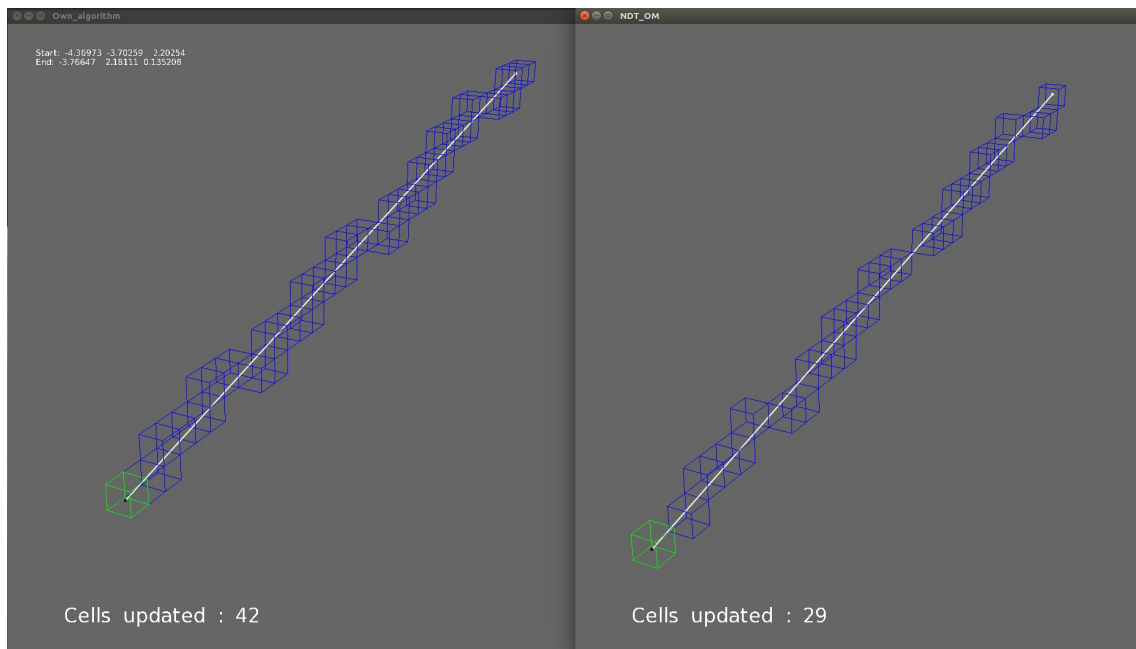 Own_algorithm
Start: -4.36973 -3.70259 2.20254
End: -3.76647 2.18111 0.135208
Cells updated : 42
NDT_OM
Cells updated : 29